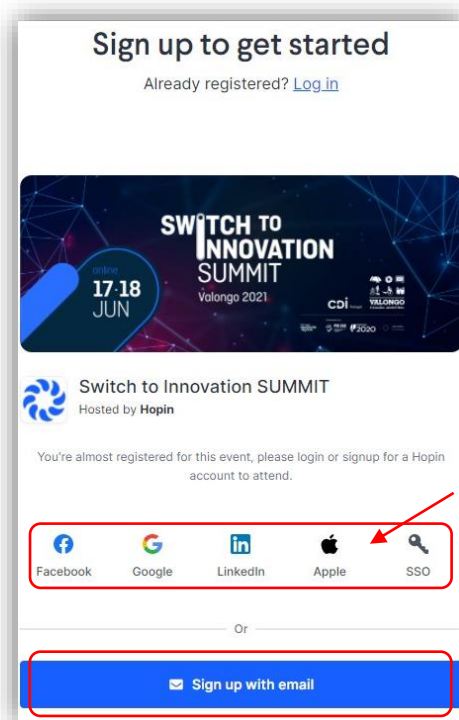 Sign up to get started
Already registered? Log in
SWITCH TO
INNOVATION
SUMMIT
Valongo 2021
online
17·18
JUN
CDI Portugal
VALONGO
2020
Switch to Innovation SUMMIT
Hosted by Hopin
You're almost registered for this event, please login or signup for a Hopin
account to attend.
Facebook Google LinkedIn Apple SSO
Or
Sign up with email